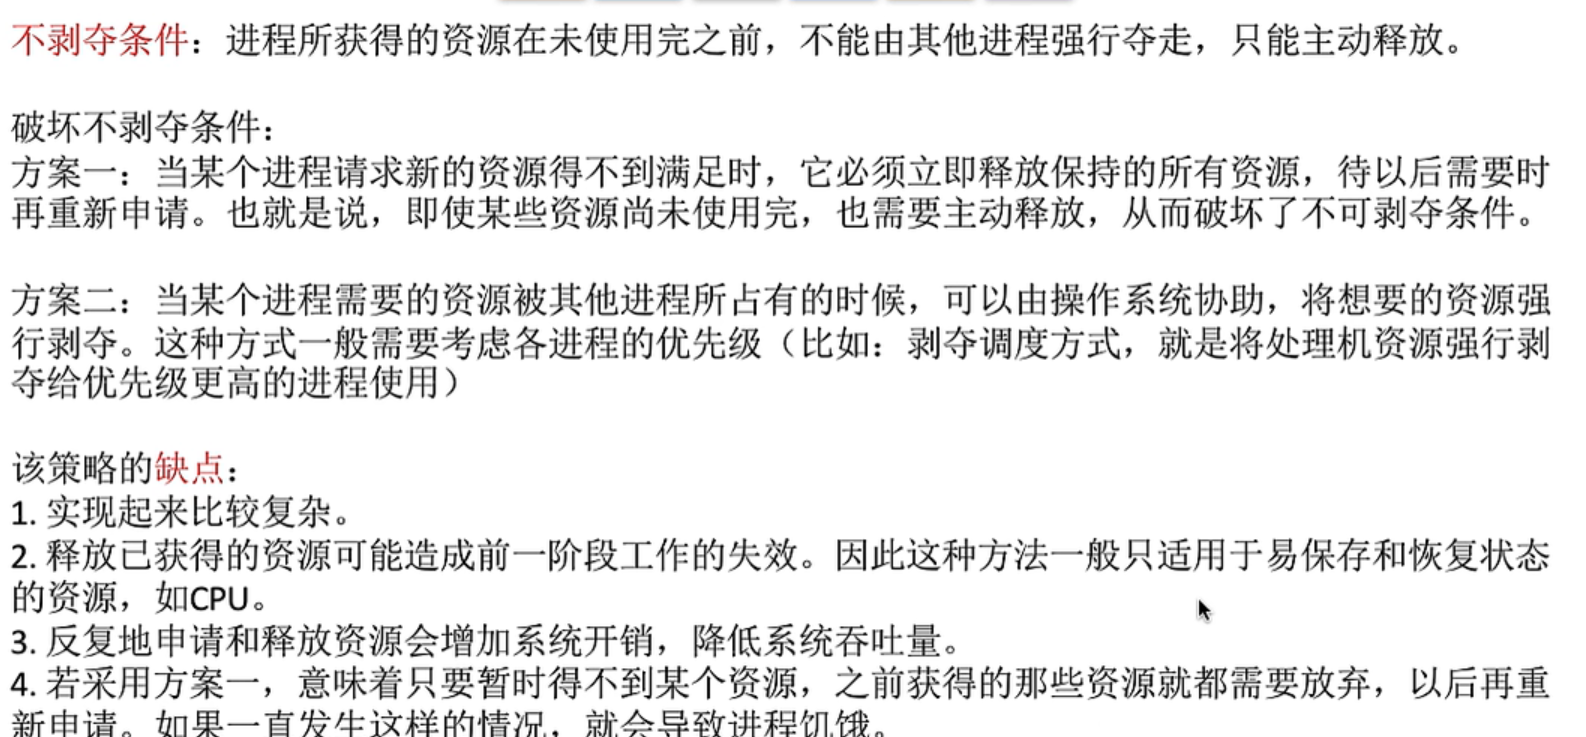 不剥夺条件：进程所获得的资源在未使用完之前，不能由其他进程强行夺走，只能主动释放。
破坏不剥夺条件：
方案一：当某个进程请求新的资源得不到满足时，它必须立即释放保持的所有资源，待以后需要时
再重新申请。也就是说，即使某些资源尚未使用完，也需要主动释放，从而破坏了不可剥夺条件。
方案二：当某个进程需要的资源被其他进程所占有的时候，可以由操作系统协助，将想要的资源强
行剥夺。这种方式一般需要考虑各进程的优先级（比如：剥夺调度方式，就是将处理机资源强行剥
夺给优先级更高的进程使用）
该策略的缺点：
1. 实现起来比较复杂。
2. 释放已获得的资源可能造成前一阶段工作的失效。因此这种方法一般只适用于易保存和恢复状态
的资源，如CPU。
3. 反复地申请和释放资源会增加系统开销，降低系统吞吐量。
4. 若采用方案一，意味着只要暂时得不到某个资源，之前获得的那些资源就都需要放弃，以后再重
新申请。如果一直发生这样的情况，就会导致进程饥饿。